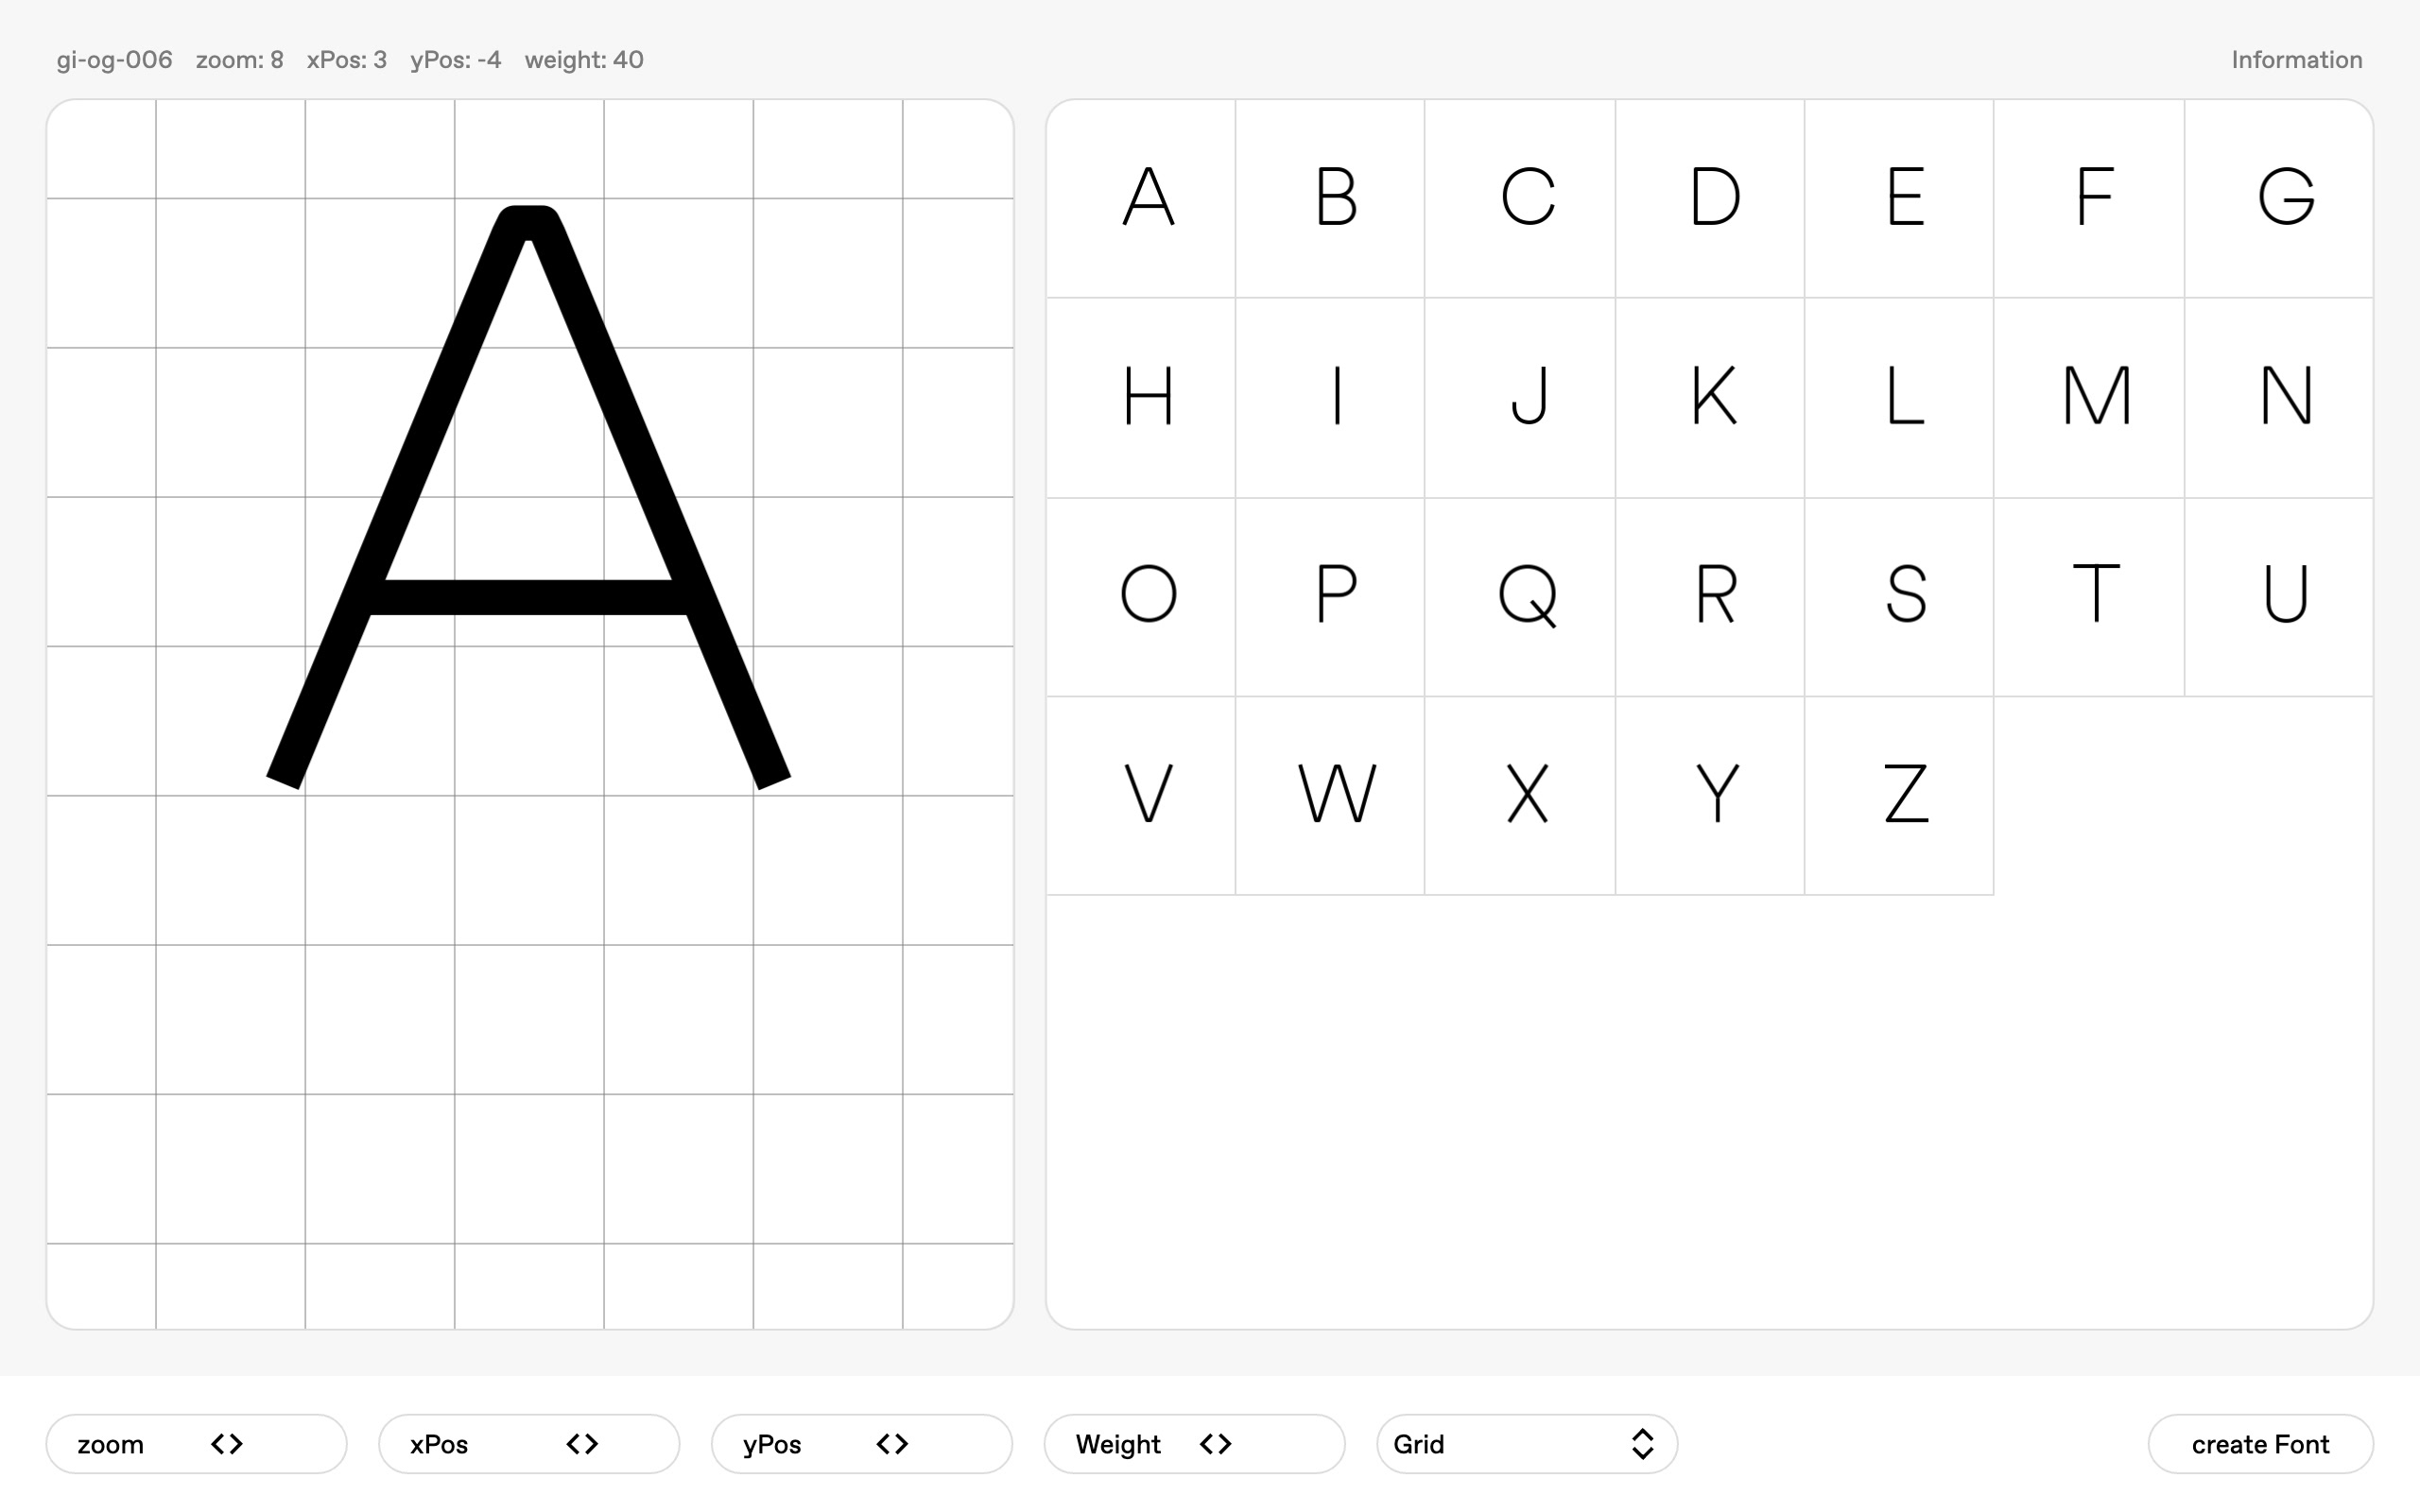 gi-og-006 zoom: 8 xPos: 3 yPos: -4 weight: 40
Information
A
A B C D E F G
H I J K L M N
O P Q R S T U
V W X Y Z
zoom xPos yPos Weight Grid create Font